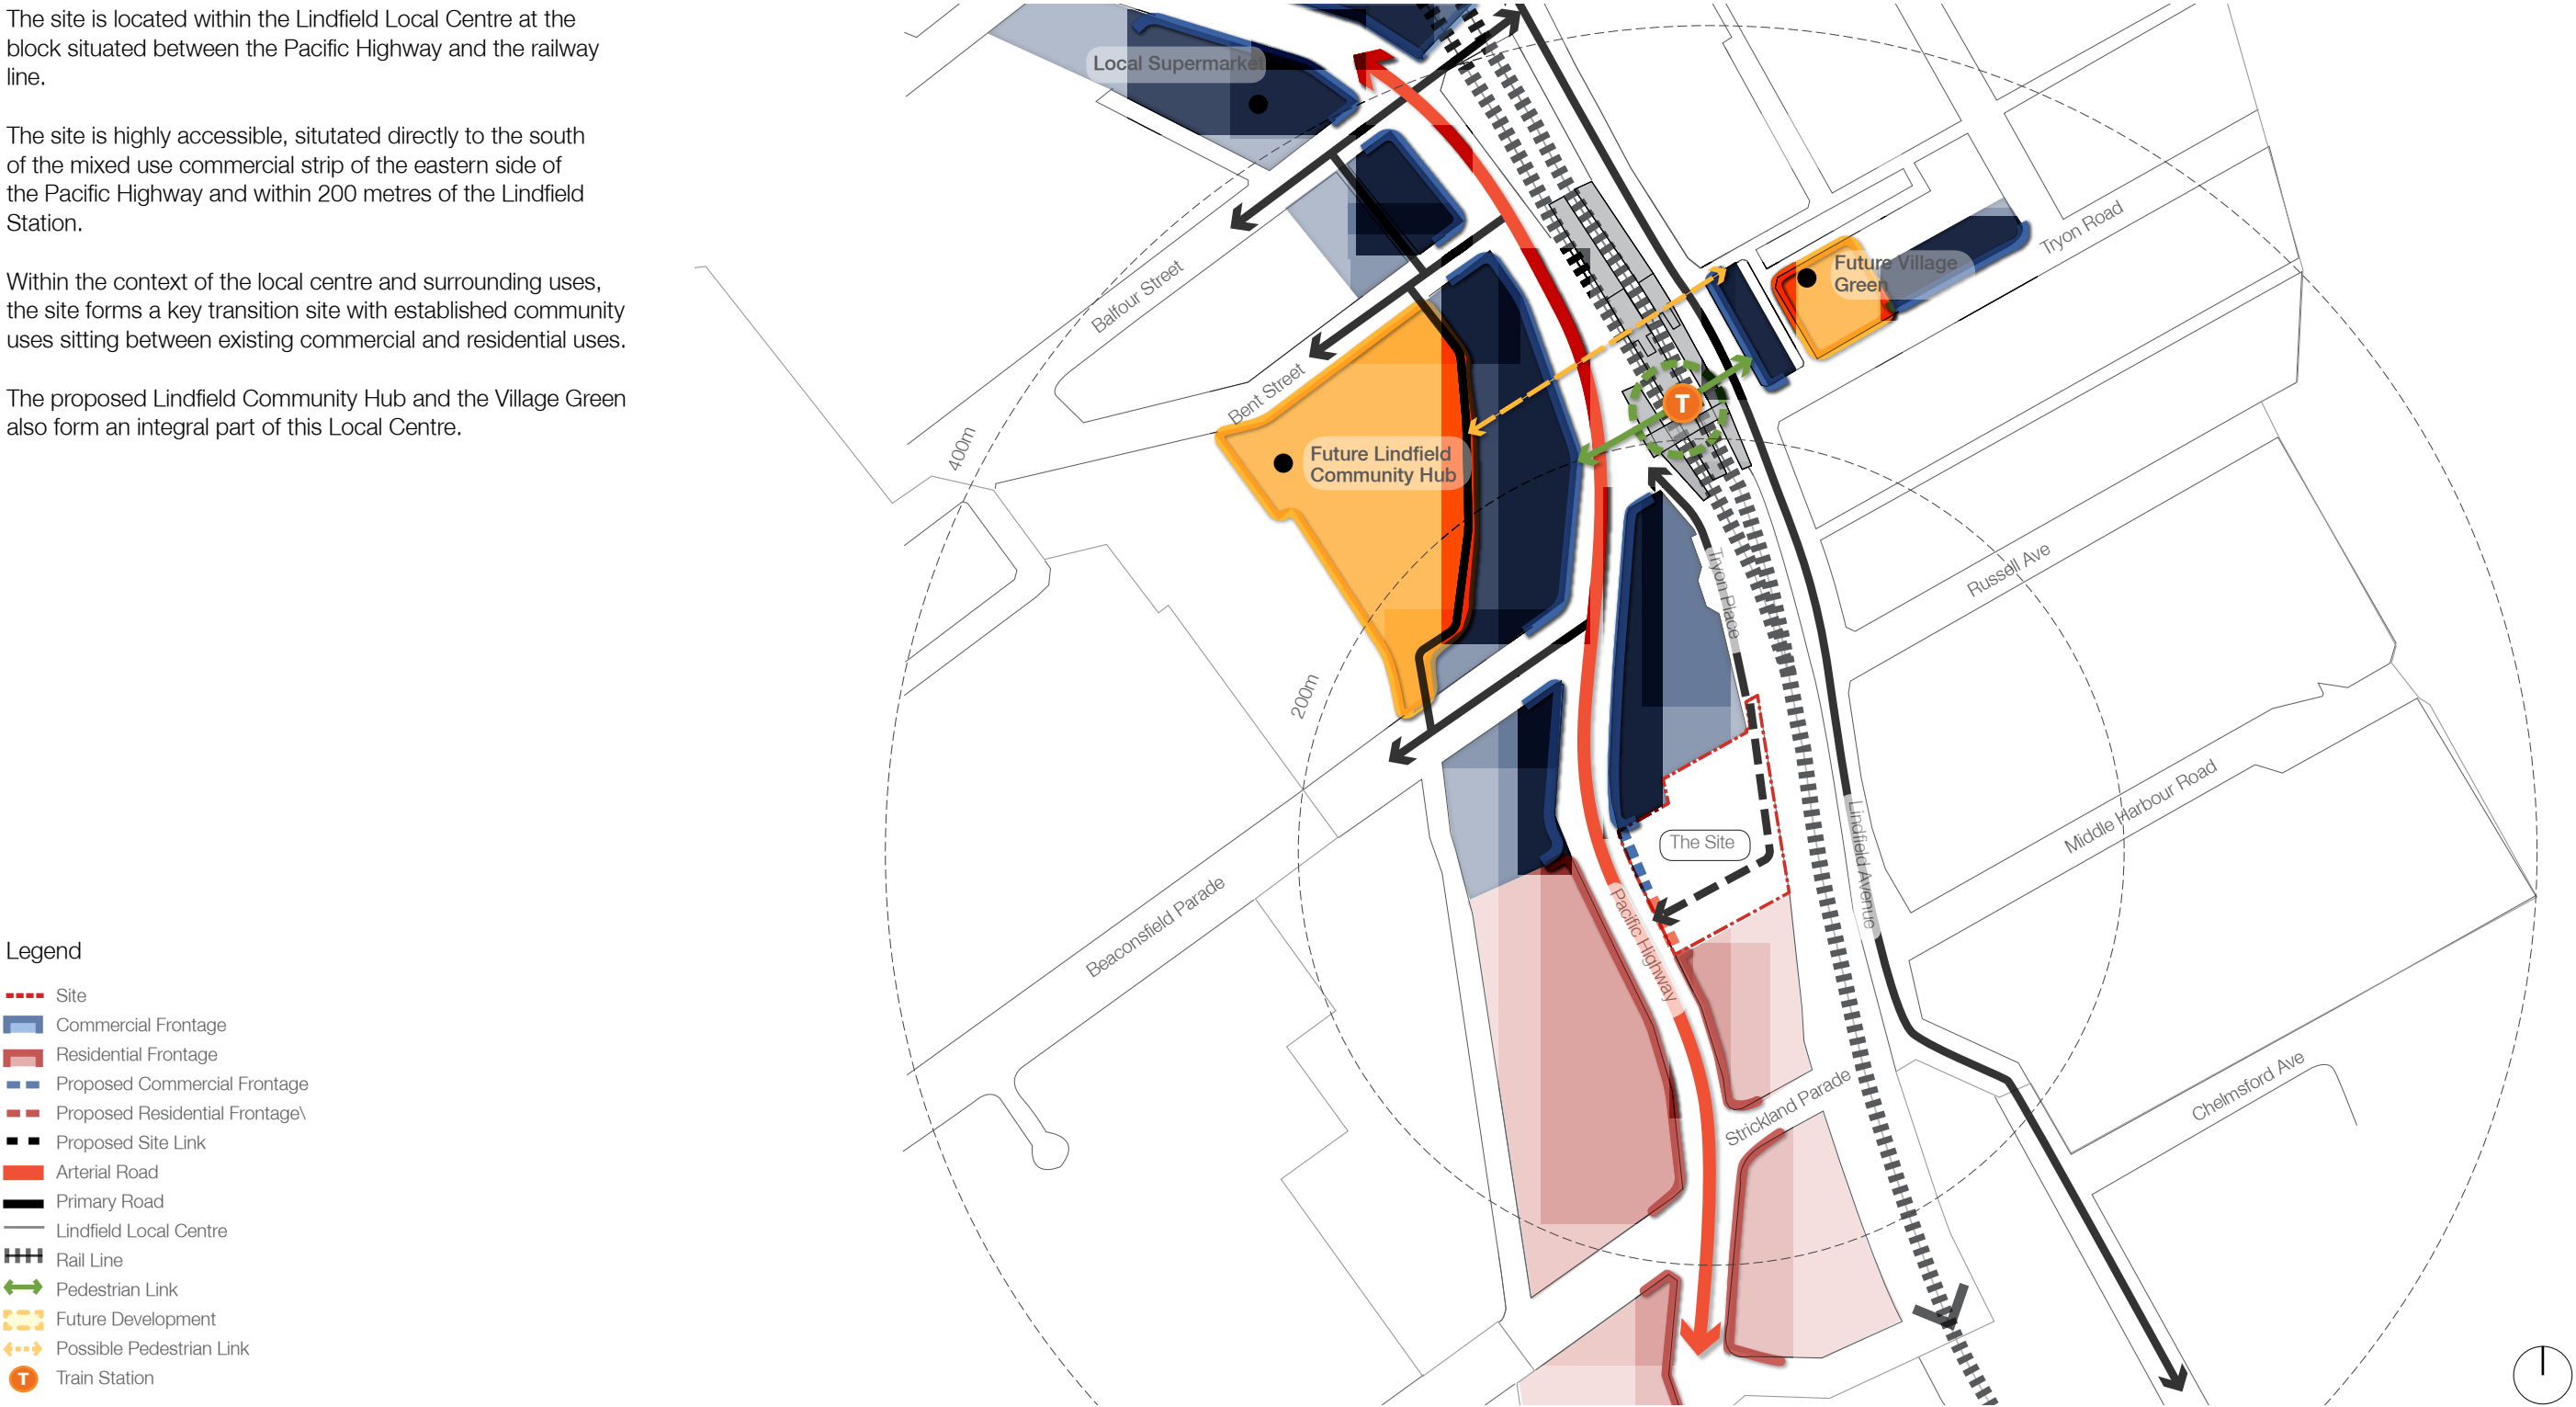 The site is located within the Lindfield Local Centre at the
block situated between the Pacific Highway and the railway
line.
The site is highly accessible, situtated directly to the south
of the mixed use commercial strip of the eastern side of
the Pacific Highway and within 200 metres of the Lindfield
Station.
Within the context of the local centre and surrounding uses,
the site forms a key transition site with established community
uses sitting between existing commercial and residential uses.
The proposed Lindfield Community Hub and the Village Green
also form an integral part of this Local Centre.
Local Supermarket
Tryon Road
Future Village
Green
Balfour Street
Bent Street
T
400m
Future Lindfield
Community Hub
Tryon Place
Russell Ave
200m
The Site
Middle Harbour Road
Lindfield Avenue
Beaconsfield Parade
Pacific Highway
Strickland Parade
Chelmsford Ave
Legend
Site
Commercial Frontage
Residential Frontage
Proposed Commercial Frontage
Proposed Residential Frontage\
Proposed Site Link
Arterial Road
Primary Road
Lindfield Local Centre
Rail Line
Pedestrian Link
Future Development
Possible Pedestrian Link
T Train Station